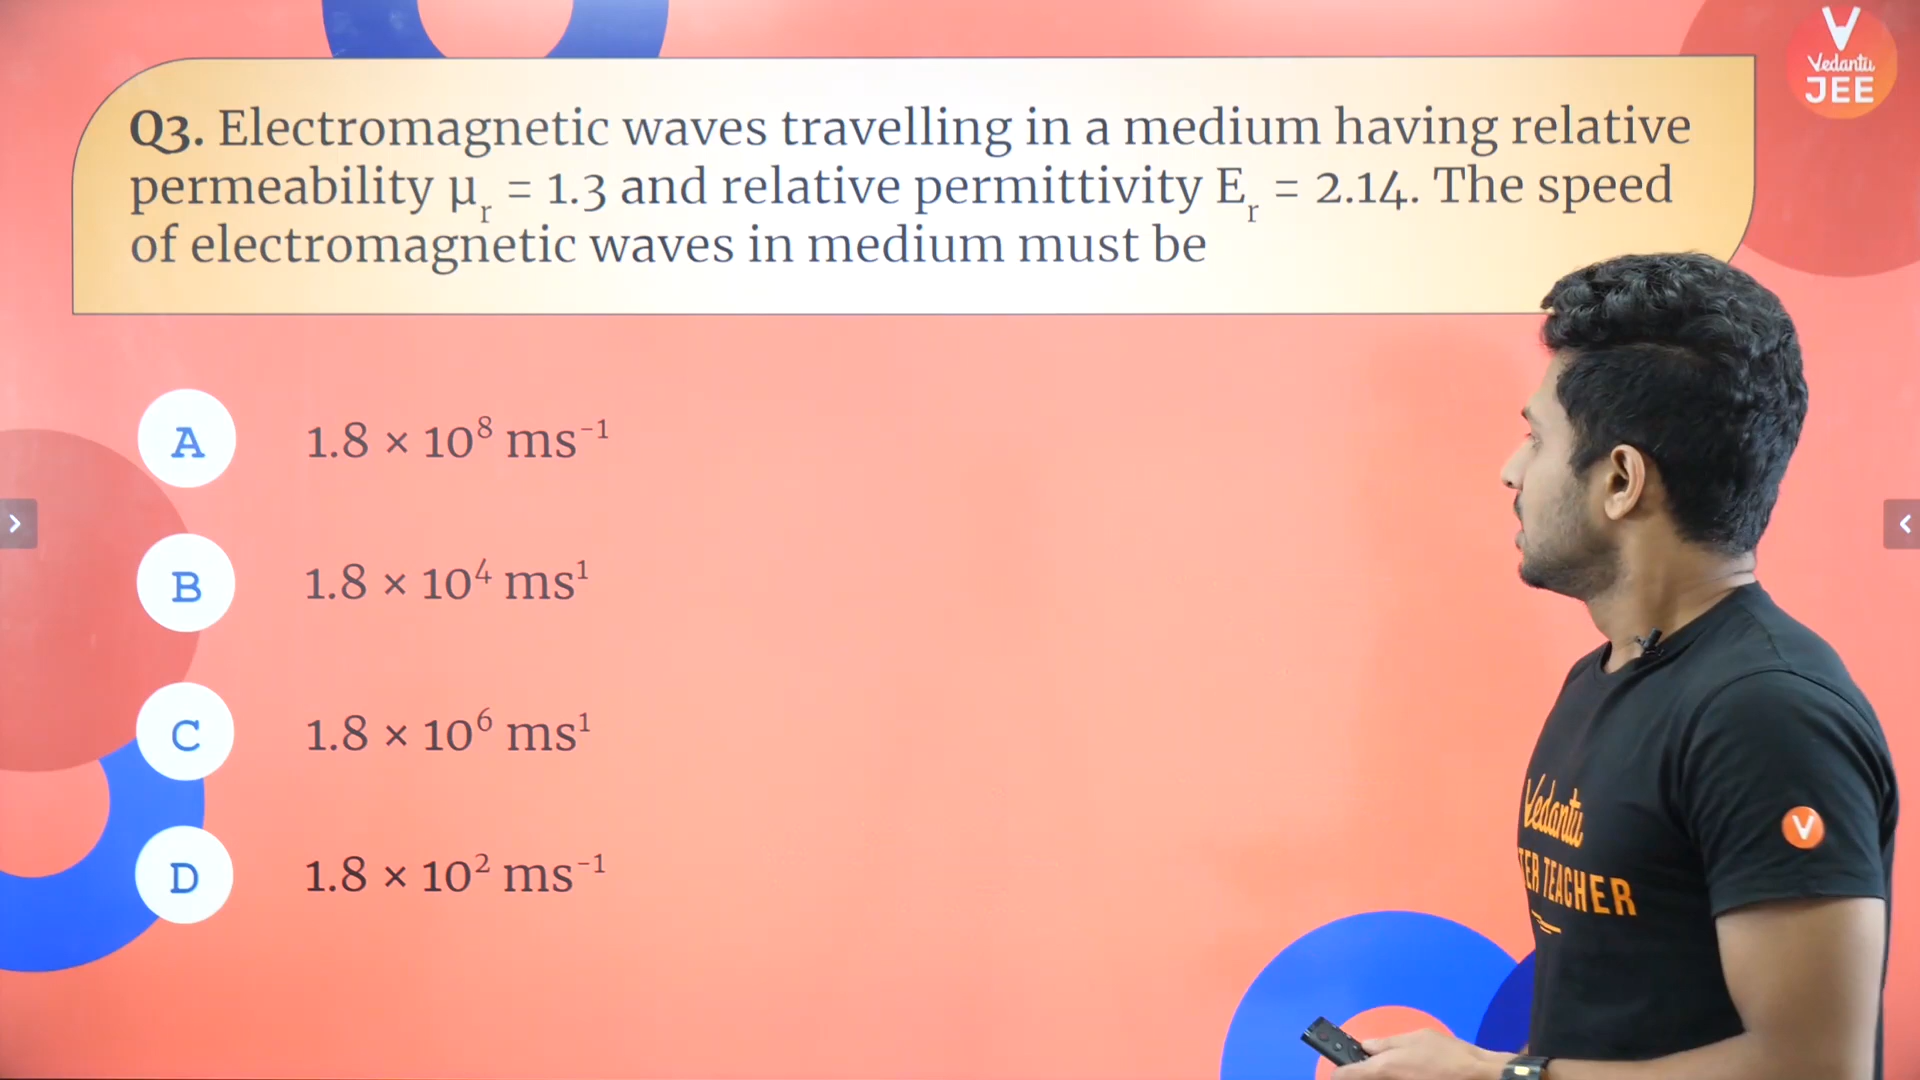 Vedantu
JEE
Q3. Electromagnetic waves travelling in a medium having relative
permeability μr = 1.3 and relative permittivity Er = 2.14. The speed
of electromagnetic waves in medium must be
A 1.8 × 10⁸ ms⁻¹
B 1.8 × 10⁴ ms¹
C 1.8 × 10⁶ ms¹
D 1.8 × 10² ms⁻¹
Vedantu
TER TEACHER